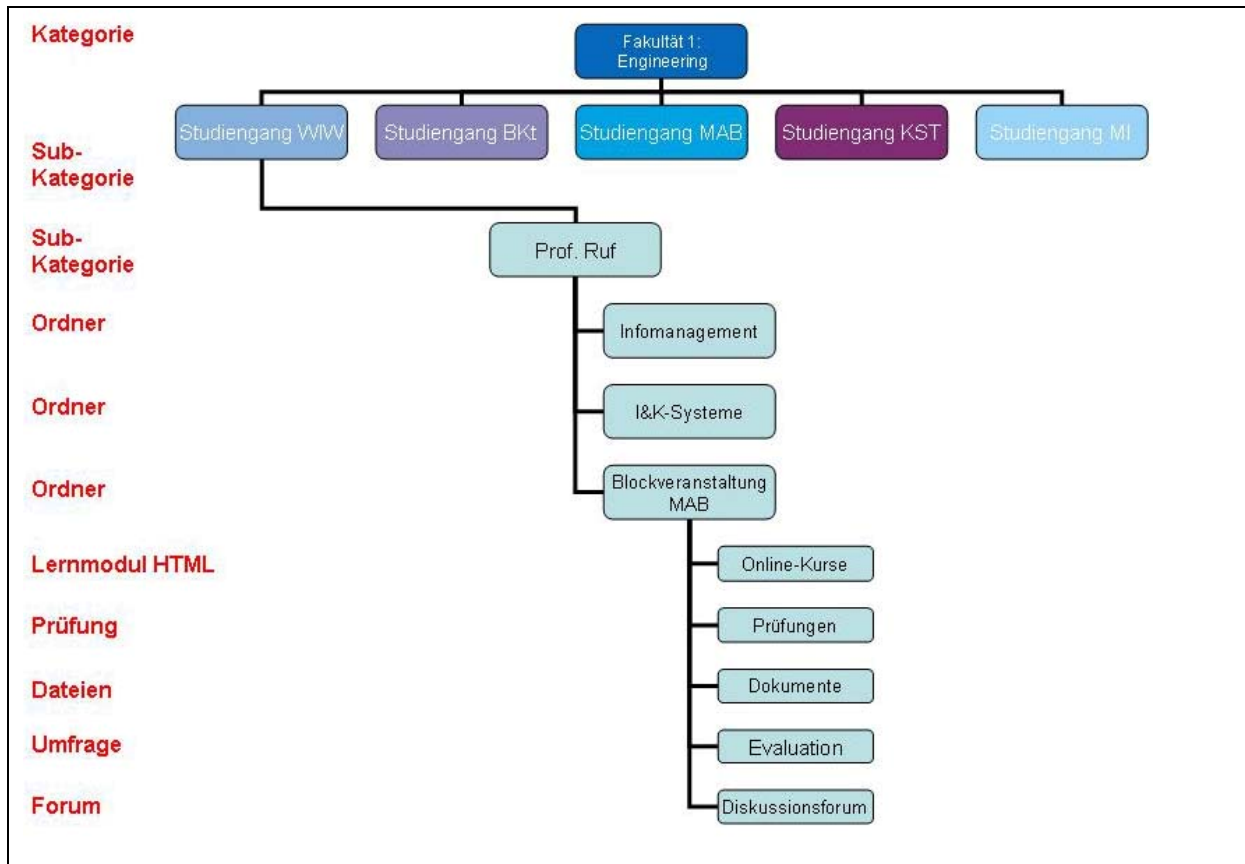 Kategorie
Fakultät 1:
Engineering
Studiengang WIW
Studiengang BKt
Studiengang MAB
Studiengang KST
Studiengang MI
Sub-
Kategorie
Sub-
Kategorie
Prof. Ruf
Ordner
Infomanagement
Ordner
I&K-Systeme
Ordner
Blockveranstaltung
MAB
Lernmodul HTML
Online-Kurse
Prüfung
Prüfungen
Dateien
Dokumente
Umfrage
Evaluation
Forum
Diskussionsforum